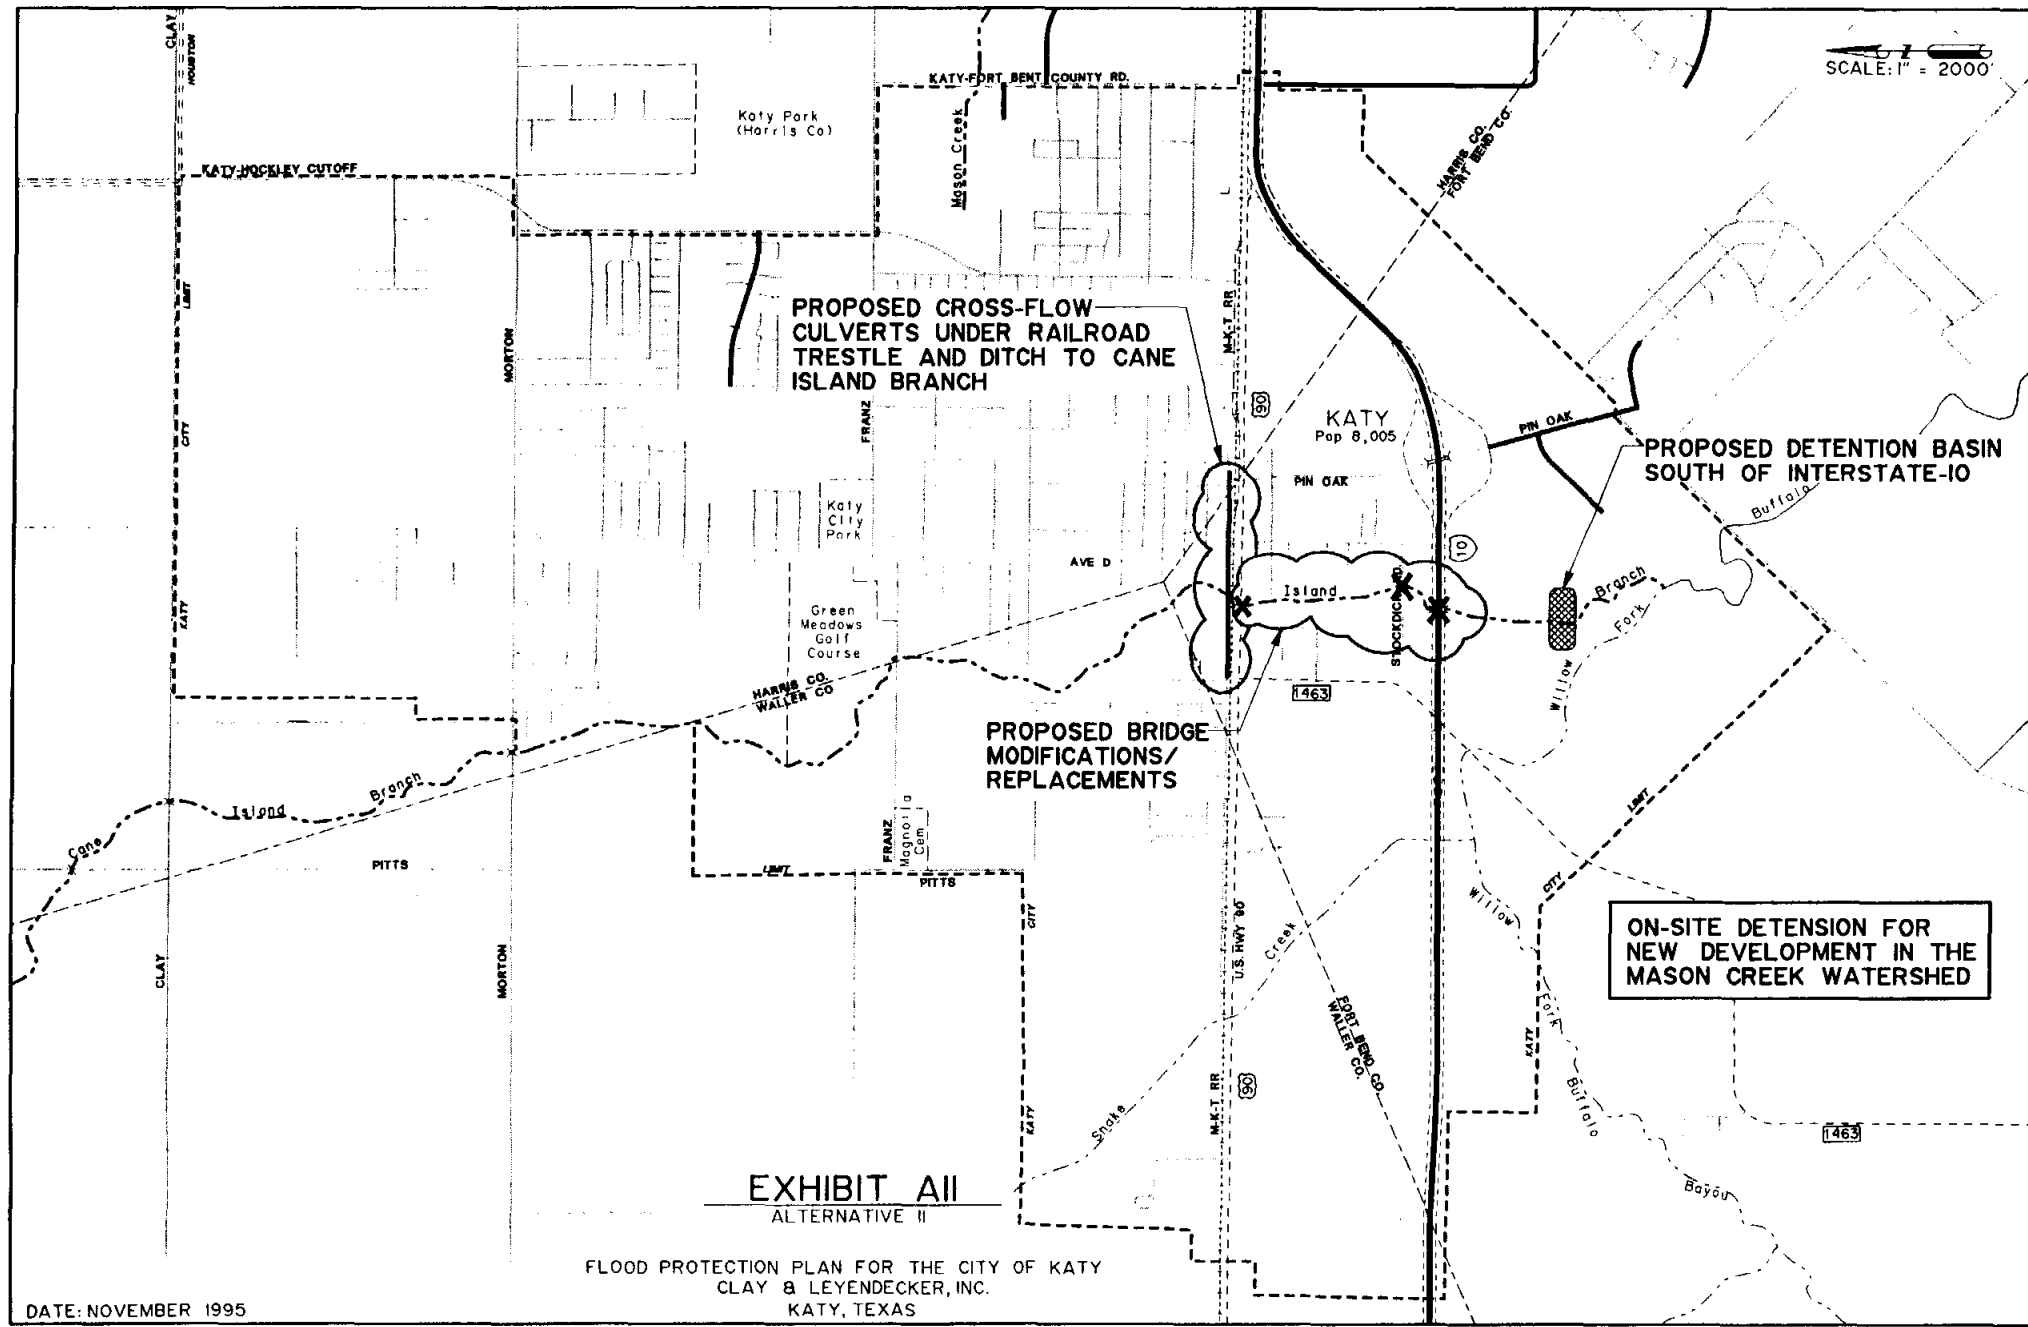 CLAY
HOUSTON
KATY-FORT BENT COUNTY RD.
SCALE: 1" = 2000'
Katy Park
(Harris Co)
Mason Creek
HARRIS CO.
FORT BEND CO.
KATY-HOCKLEY CUTOFF
LIMIT
CITY
KATY
MORTON
PROPOSED CROSS-FLOW
CULVERTS UNDER RAILROAD
TRESTLE AND DITCH TO CANE
ISLAND BRANCH
M-K-T RR
FRANZ
90
KATY
Pop 8,005
PIN OAK
PIN OAK
PROPOSED DETENTION BASIN
SOUTH OF INTERSTATE-10
Buffalo
Katy
City
Park
AVE D
10
Island
Branch
Fork
Willow
Green
Meadows
Golf
Course
HARRIS CO.
WALLER CO
1463
PROPOSED BRIDGE
MODIFICATIONS/
REPLACEMENTS
Cane
Island
Branch
PITTS
FRANZ
Magnolia
Cem
LIMIT
PITTS
CITY
KATY
LIMIT
CITY
KATY
CLAY
MORTON
U.S. HWY 90
Creek
Snake
Willow
Fork
Buffalo
Bayou
FORT BEND CO.
WALLER CO.
M-K-T RR
90
1463
ON-SITE DETENSION FOR
NEW DEVELOPMENT IN THE
MASON CREEK WATERSHED
EXHIBIT AII
ALTERNATIVE II
FLOOD PROTECTION PLAN FOR THE CITY OF KATY
CLAY & LEYENDECKER, INC.
KATY, TEXAS
DATE: NOVEMBER 1995